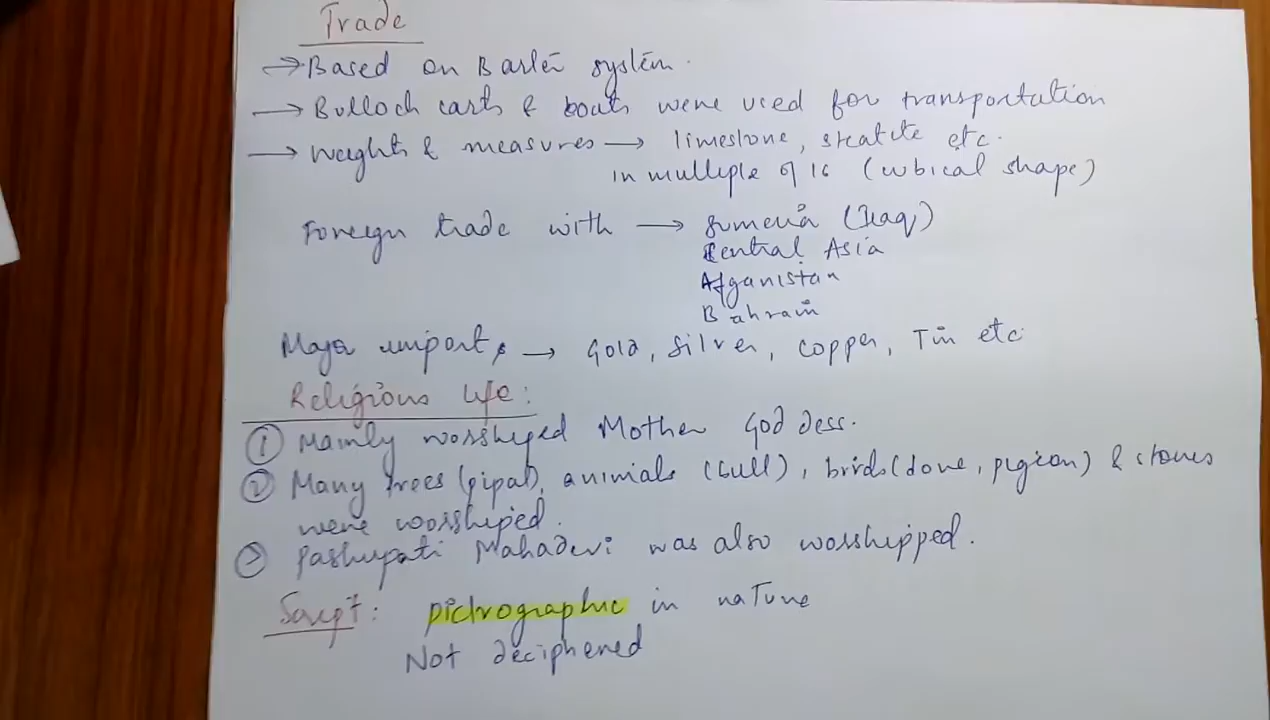 Trade
→ Based on Barter system.
→ Bullock carts & boats were used for transportation
→ Weights & measures → limestone, steatite etc.
in multiple of 16 (cubical shape)
Foreign trade with → Sumeria (Iraq)
Central Asia
Afganistan
Bahrain
Major imports → Gold, Silver, Copper, Tin etc
Religious life:
① Mainly worshiped Mother Goddess.
② Many trees (pipal), animals (bull), birds (dove, pigeon) & stones
were worshiped.
③ Pashupati Mahadevi was also worshipped.
Script: pictrographic in nature
Not deciphered